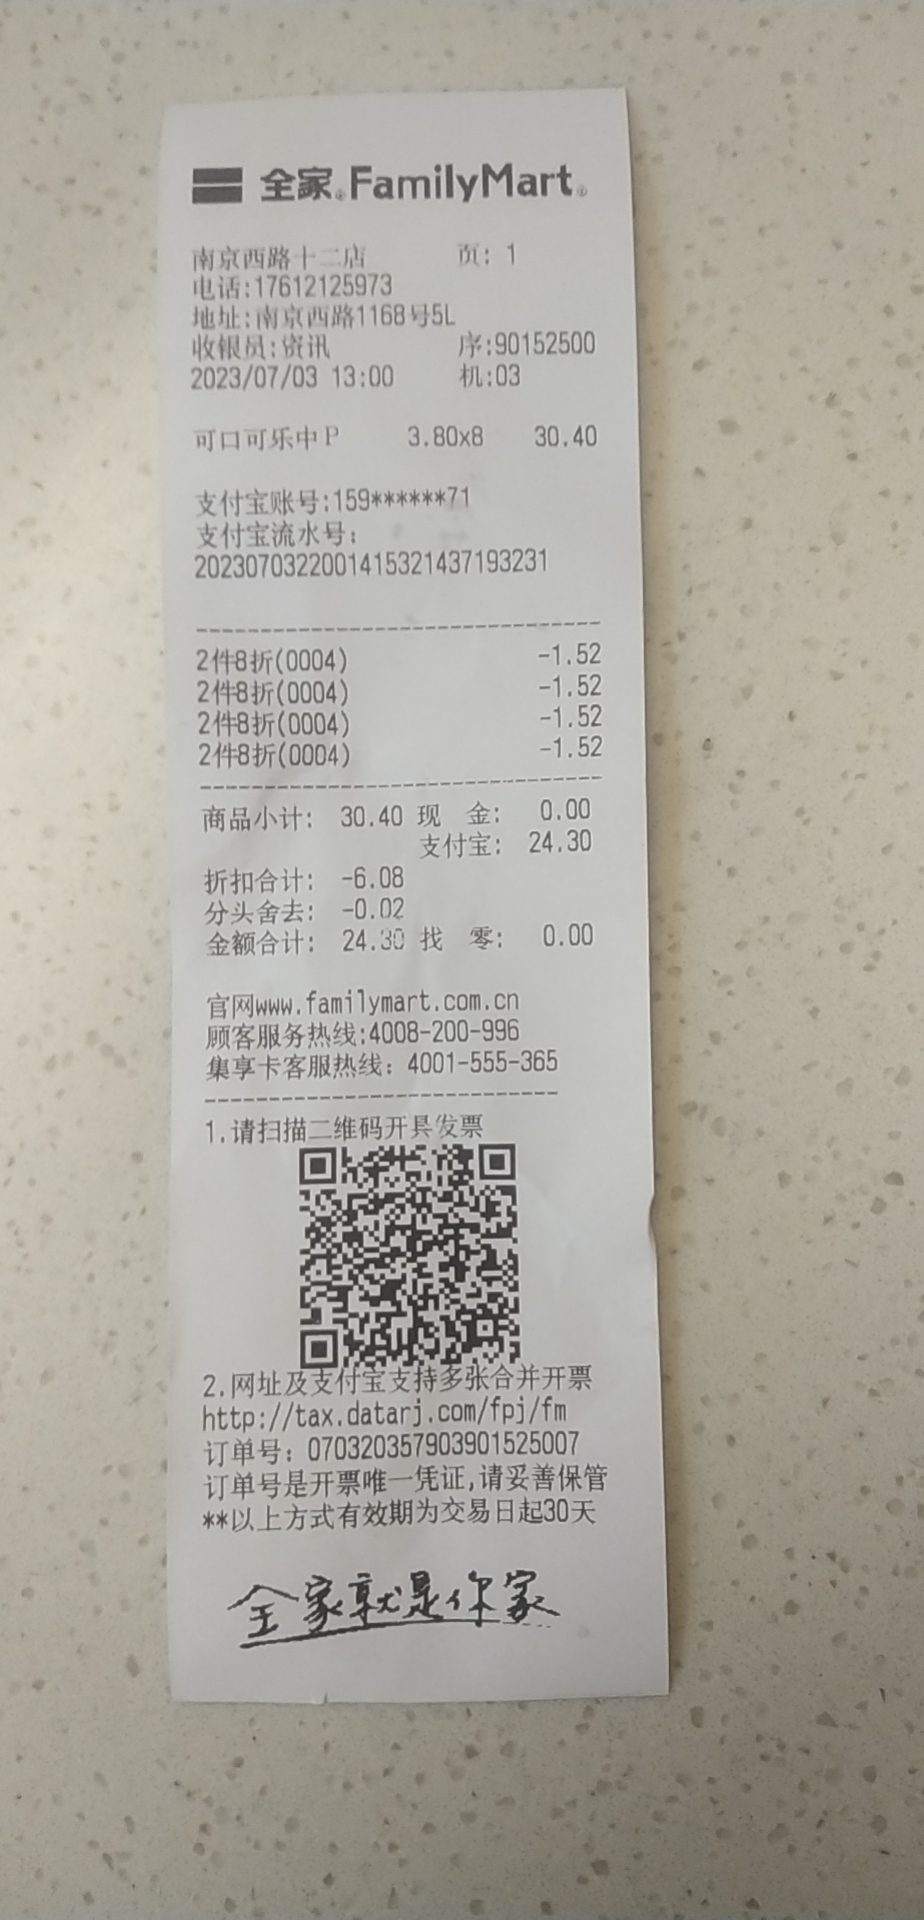 全家 FamilyMart
南京西路十二店 页: 1
电话:17612125973
地址:南京西路1168号5L
收银员:资讯 序:90152500
2023/07/03 13:00 机:03
可口可乐中P 3.80x8 30.40
支付宝账号:159******71
支付宝流水号:
2023070322001415321437193231
2件8折(0004) -1.52
2件8折(0004) -1.52
2件8折(0004) -1.52
2件8折(0004) -1.52
商品小计: 30.40 现 金: 0.00
支付宝: 24.30
折扣合计: -6.08
分头舍去: -0.02
金额合计: 24.30 找 零: 0.00
官网www.familymart.com.cn
顾客服务热线:4008-200-996
集享卡客服热线: 4001-555-365
1.请扫描二维码开具发票
2.网址及支付宝支持多张合并开票
http://tax.datarj.com/fpj/fm
订单号: 070320357903901525007
订单号是开票唯一凭证,请妥善保管
**以上方式有效期为交易日起30天
全家就是你家